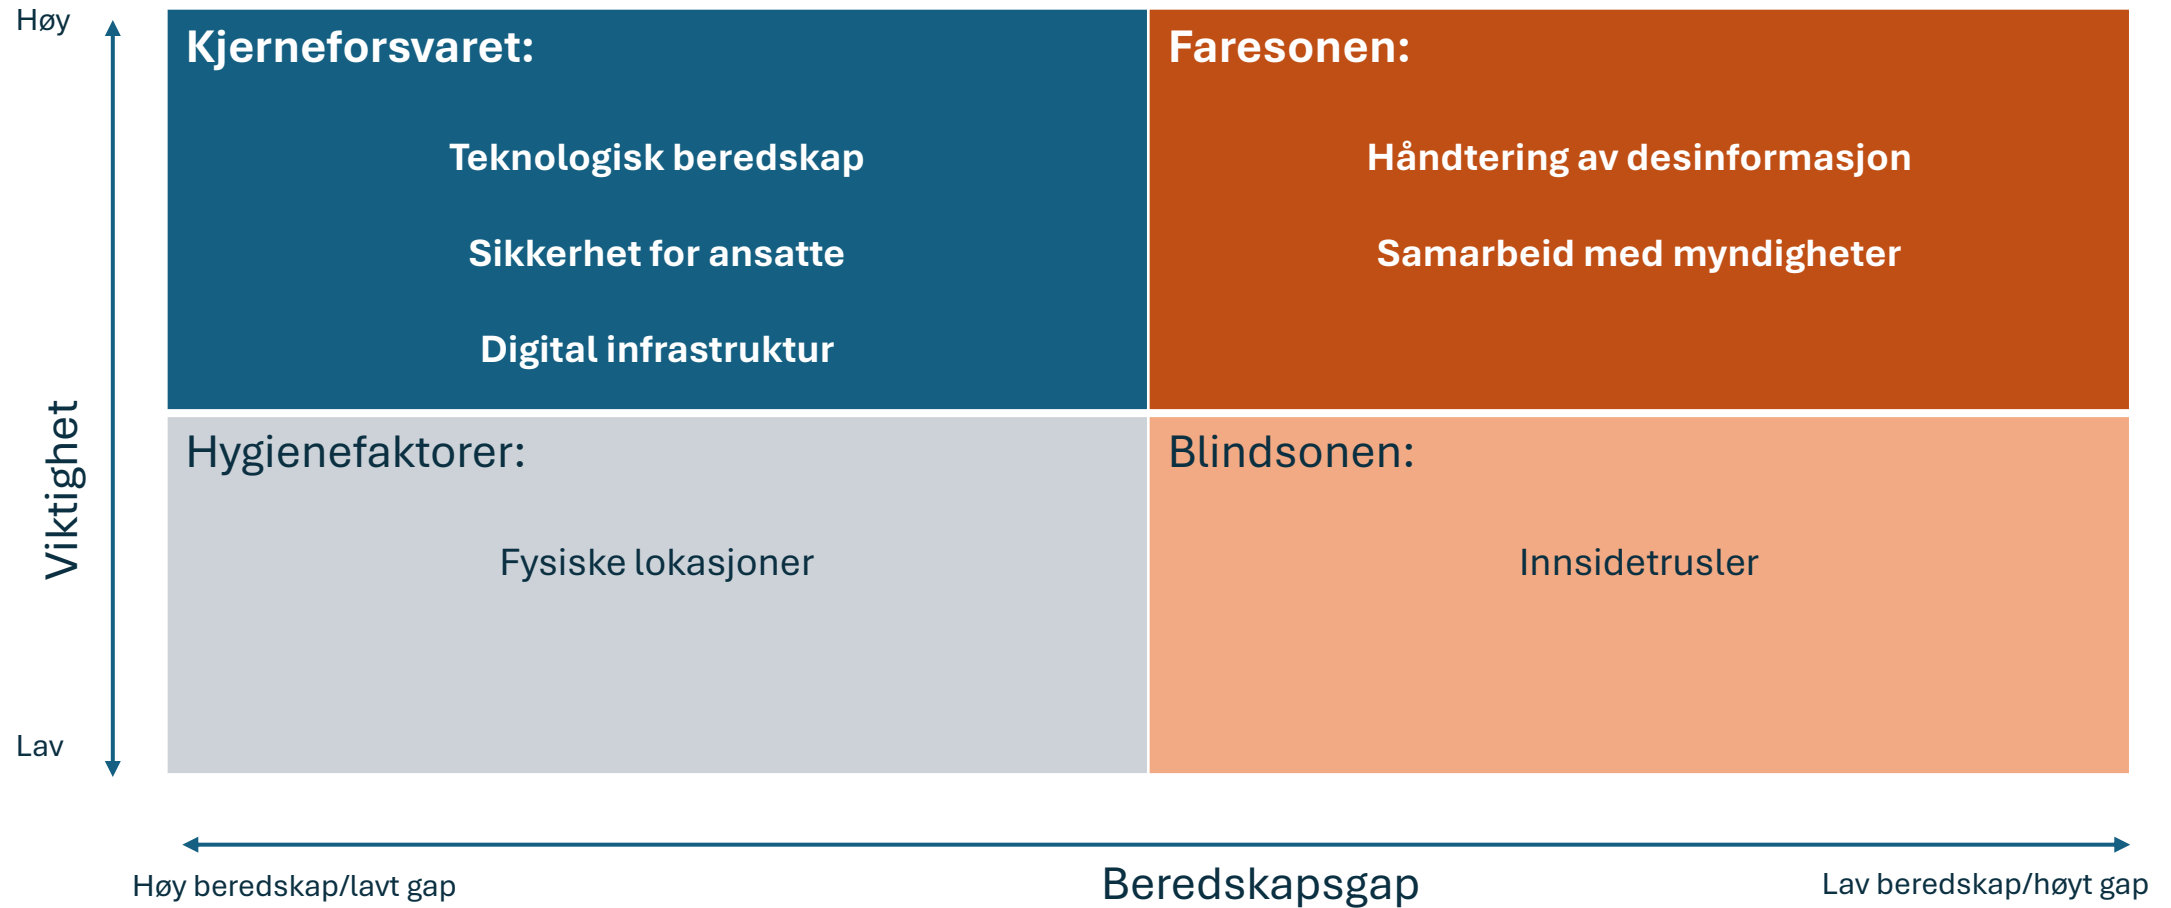 Høy
Kjerneforsvaret:
Teknologisk beredskap
Sikkerhet for ansatte
Digital infrastruktur
Faresonen:
Håndtering av desinformasjon
Samarbeid med myndigheter
Viktighet
Hygienefaktorer:
Fysiske lokasjoner
Blindsonen:
Innsidetrusler
Lav
Høy beredskap/lavt gap
Beredskapsgap
Lav beredskap/høyt gap